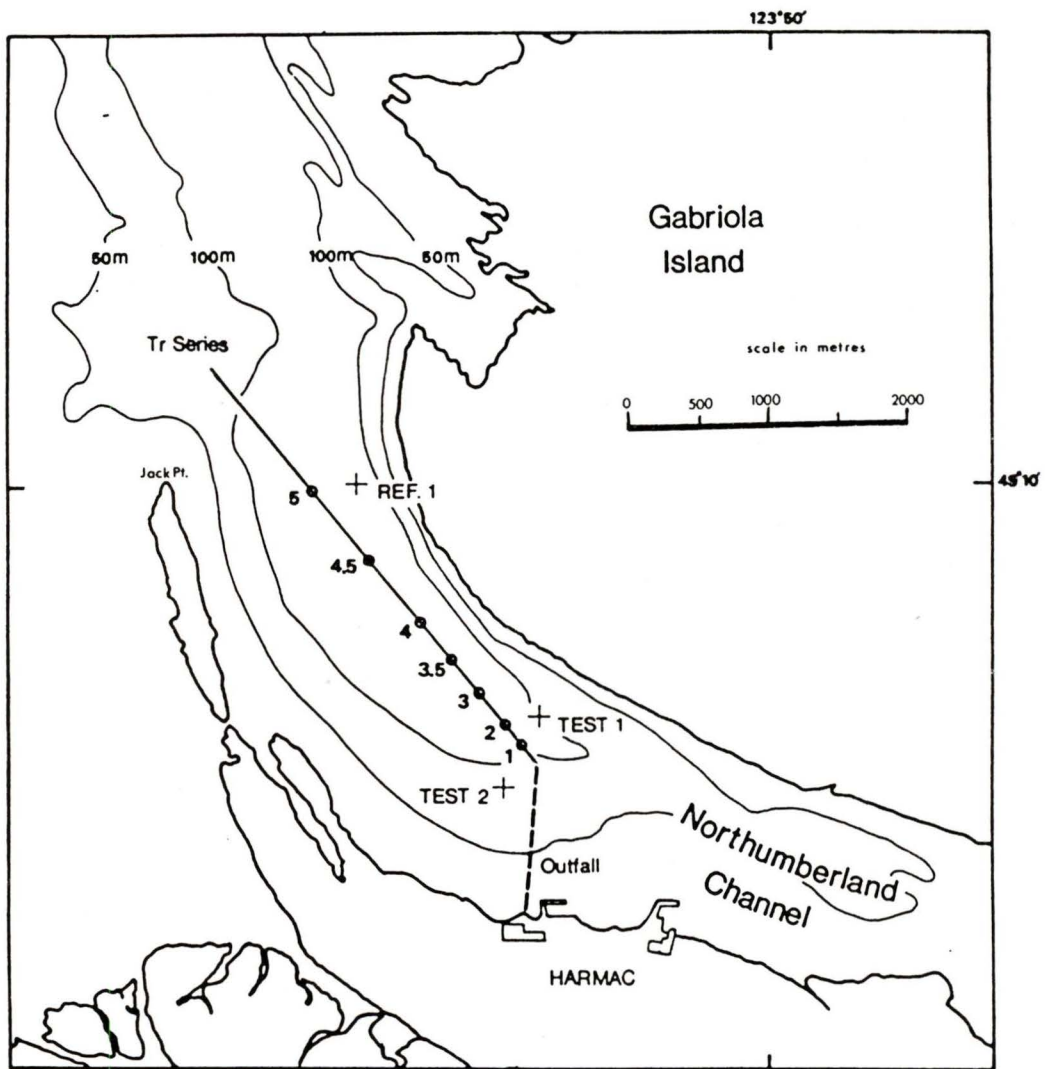 123°50'
Gabriola
Island
50m
100m
100m
50m
Tr Series
scale in metres
0 500 1000 2000
Jack Pt.
5
REF. 1
49°10'
4.5
4
3.5
3
2
TEST 1
1
TEST 2
Northumberland
Channel
Outfall
HARMAC